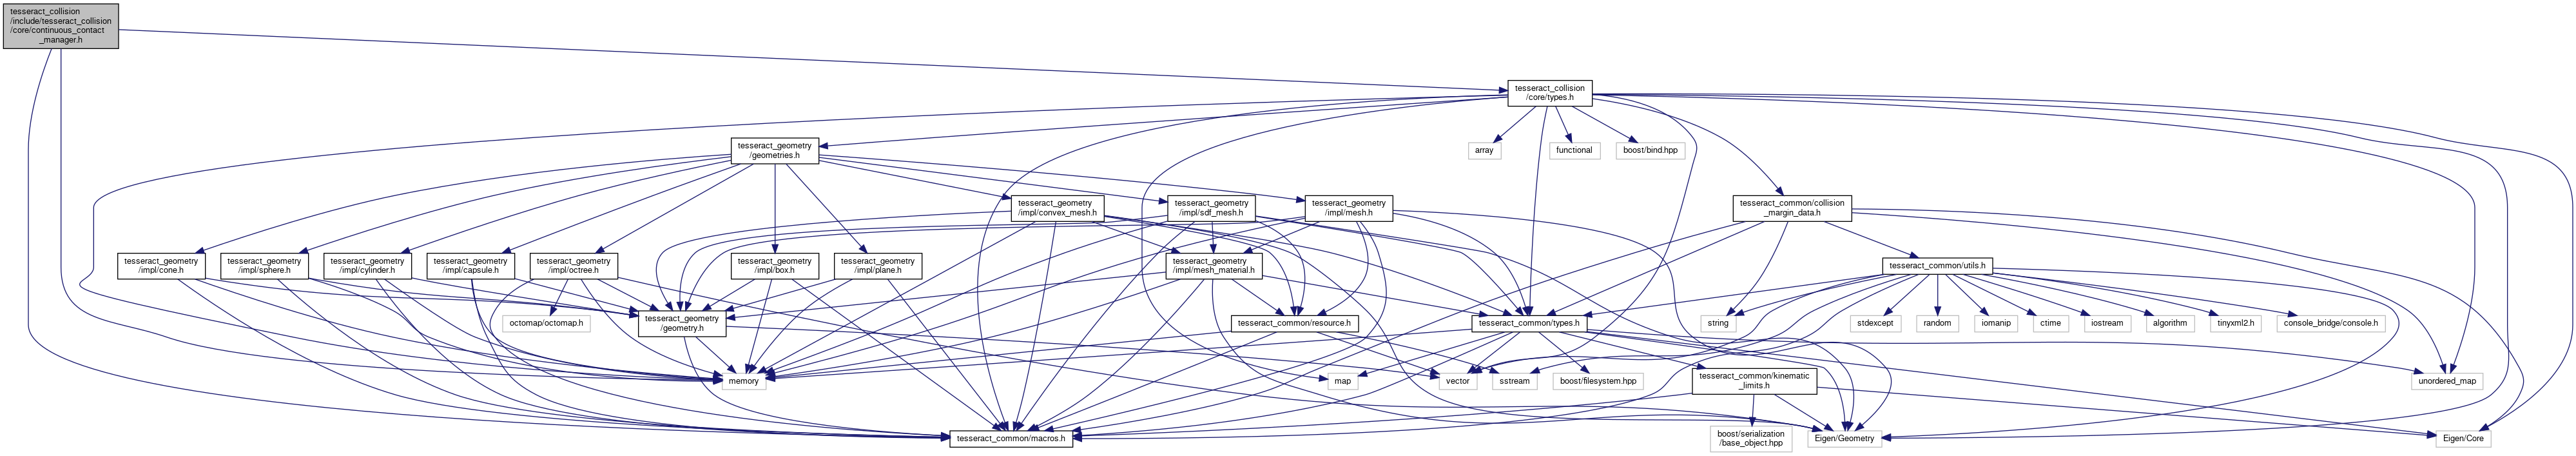 tesseract_collision
/include/tesseract_collision
/core/continuous_contact
_manager.h
tesseract_collision
/core/types.h
tesseract_geometry
/geometries.h
array
functional
boost/bind.hpp
tesseract_geometry
/impl/convex_mesh.h
tesseract_geometry
/impl/sdf_mesh.h
tesseract_geometry
/impl/mesh.h
tesseract_common/collision
_margin_data.h
tesseract_geometry
/impl/cone.h
tesseract_geometry
/impl/sphere.h
tesseract_geometry
/impl/cylinder.h
tesseract_geometry
/impl/capsule.h
tesseract_geometry
/impl/octree.h
tesseract_geometry
/impl/box.h
tesseract_geometry
/impl/plane.h
tesseract_geometry
/impl/mesh_material.h
tesseract_common/utils.h
octomap/octomap.h
tesseract_geometry
/geometry.h
tesseract_common/resource.h
tesseract_common/types.h
string
stdexcept
random
iomanip
ctime
iostream
algorithm
tinyxml2.h
console_bridge/console.h
memory
map
vector
sstream
boost/filesystem.hpp
tesseract_common/kinematic
_limits.h
unordered_map
tesseract_common/macros.h
boost/serialization
/base_object.hpp
Eigen/Geometry
Eigen/Core